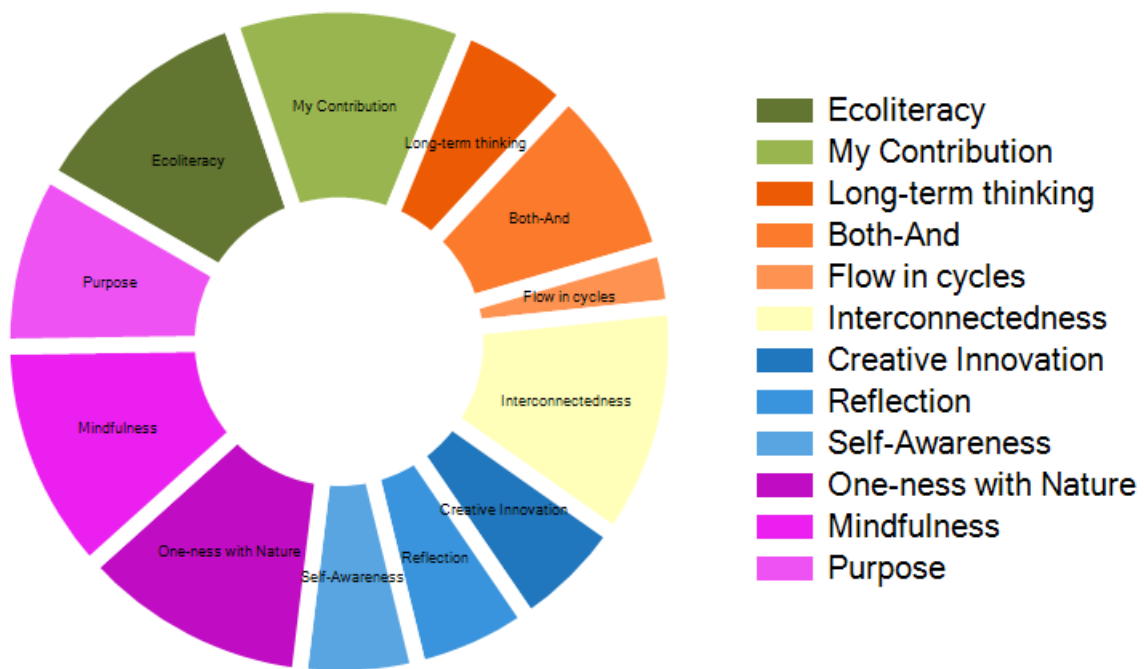 My Contribution
Long-term thinking
Ecoliteracy
Both-And
Purpose
Flow in cycles
Interconnectedness
Mindfulness
Creative Innovation
One-ness with Nature
Reflection
Self-Awareness
Ecoliteracy
My Contribution
Long-term thinking
Both-And
Flow in cycles
Interconnectedness
Creative Innovation
Reflection
Self-Awareness
One-ness with Nature
Mindfulness
Purpose